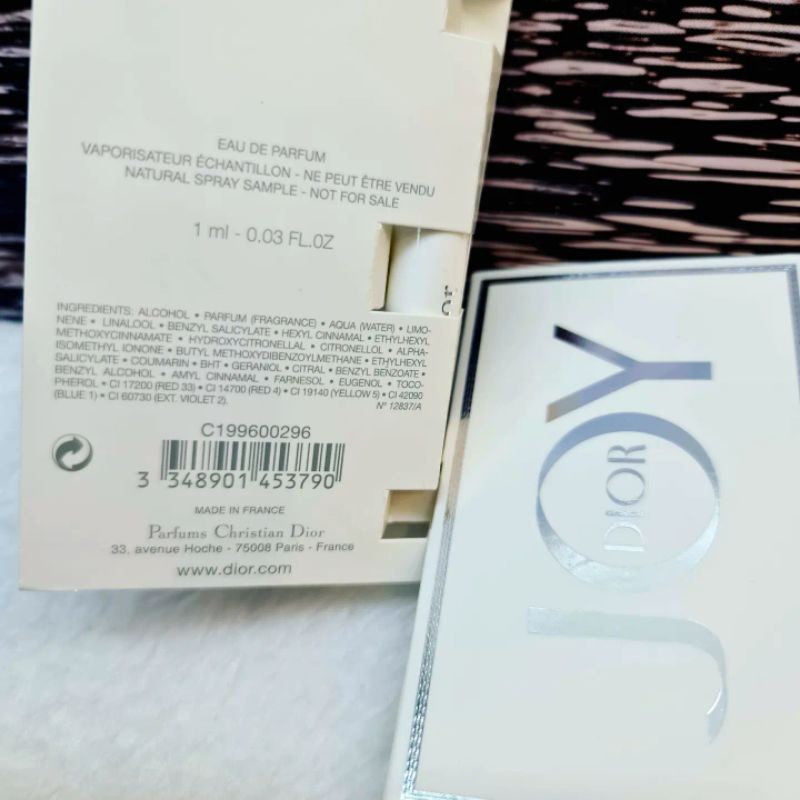 EAU DE PARFUM
VAPORISATEUR ÉCHANTILLON - NE PEUT ÊTRE VENDU
NATURAL SPRAY SAMPLE - NOT FOR SALE
1 ml - 0.03 FL.OZ
INGREDIENTS: ALCOHOL • PARFUM (FRAGRANCE) • AQUA (WATER) • LIMO-
NENE • LINALOOL • BENZYL SALICYLATE • HEXYL CINNAMAL • ETHYLHEXYL
METHOXYCINNAMATE • HYDROXYCITRONELLAL • CITRONELLOL • ALPHA-
ISOMETHYL IONONE • BUTYL METHOXYDIBENZOYLMETHANE • ETHYLHEXYL
SALICYLATE • COUMARIN • BHT • GERANIOL • CITRAL • BENZYL BENZOATE •
BENZYL ALCOHOL • AMYL CINNAMAL • FARNESOL • EUGENOL • TOCO-
PHEROL • CI 17200 (RED 33) • CI 14700 (RED 4) • CI 19140 (YELLOW 5) • CI 42090
(BLUE 1) • CI 60730 (EXT. VIOLET 2).
N° 12837/A
C199600296
3 348901 453790
MADE IN FRANCE
Parfums Christian Dior
33, avenue Hoche - 75008 Paris - France
www.dior.com
JOY
DIOR